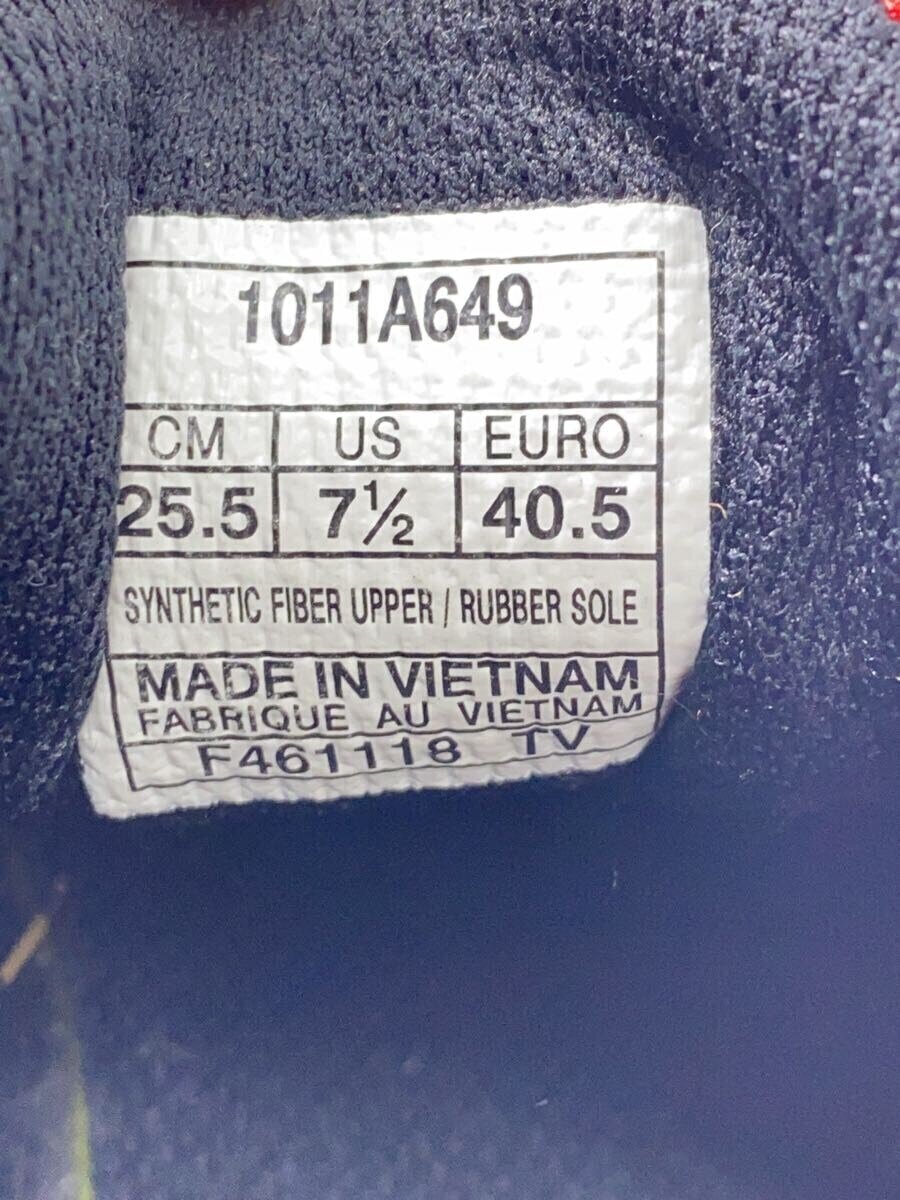 1011A649
CM US EURO
25.5 7½ 40.5
SYNTHETIC FIBER UPPER / RUBBER SOLE
MADE IN VIETNAM
FABRIQUE AU VIETNAM
F461118 TV